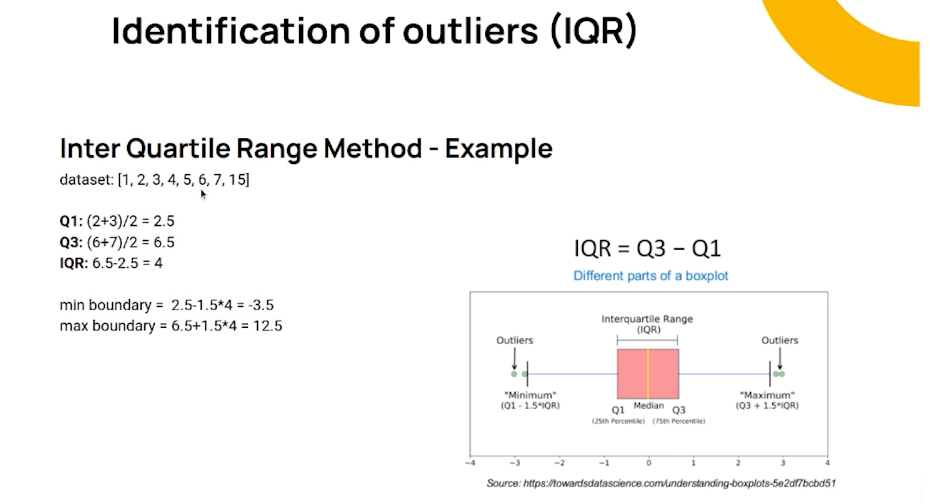 Identification of outliers (IQR)
Inter Quartile Range Method - Example
dataset: [1, 2, 3, 4, 5, 6, 7, 15]
Q1: (2+3)/2 = 2.5
Q3: (6+7)/2 = 6.5
IQR: 6.5-2.5 = 4
min boundary = 2.5-1.5*4 = -3.5
max boundary = 6.5+1.5*4 = 12.5
IQR = Q3 − Q1
Different parts of a boxplot
Interquartile Range
(IQR)
Outliers
Outliers
"Minimum"
(Q1 - 1.5*IQR)
Q1
(25th Percentile)
Median
Q3
(75th Percentile)
"Maximum"
(Q3 + 1.5*IQR)
−4 −3 −2 −1 0 1 2 3 4
Source: https://towardsdatascience.com/understanding-boxplots-5e2df7bcbd51